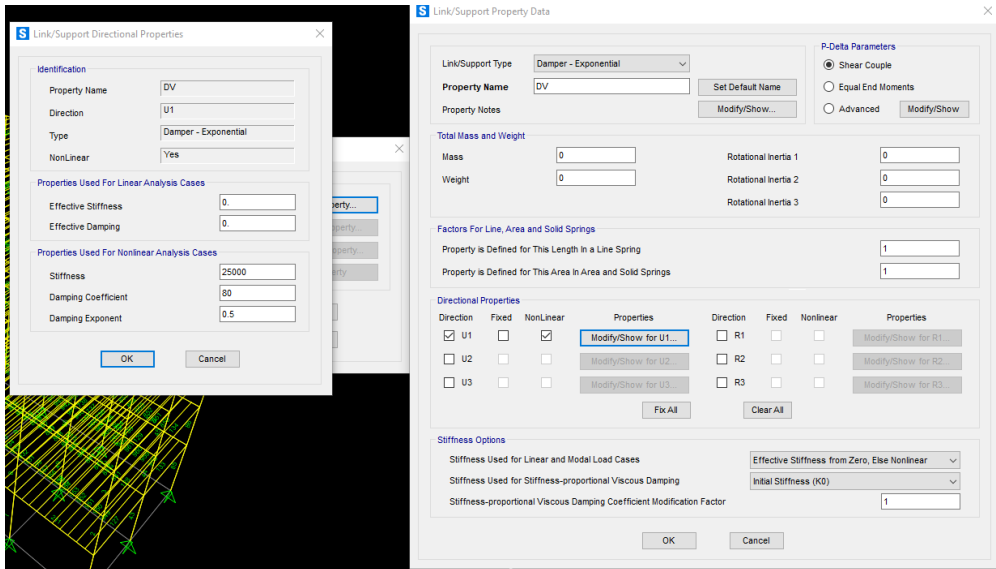 Link/Support Directional Properties
Identification
Property Name DV
Direction U1
Type Damper - Exponential
NonLinear Yes
Properties Used For Linear Analysis Cases
Effective Stiffness 0.
Effective Damping 0.
Properties Used For Nonlinear Analysis Cases
Stiffness 25000
Damping Coefficient 80
Damping Exponent 0.5
OK Cancel
perty...
Link/Support Property Data
Link/Support Type Damper - Exponential
Property Name DV Set Default Name
Property Notes Modify/Show...
P-Delta Parameters
Shear Couple
Equal End Moments
Advanced Modify/Show
Total Mass and Weight
Mass 0 Rotational Inertia 1 0
Weight 0 Rotational Inertia 2 0
Rotational Inertia 3 0
Factors For Line, Area and Solid Springs
Property is Defined for This Length In a Line Spring 1
Property is Defined for This Area In Area and Solid Springs 1
Directional Properties
Direction Fixed NonLinear Properties Direction Fixed Nonlinear Properties
U1 Modify/Show for U1... R1 Modify/Show for R1...
U2 Modify/Show for U2... R2 Modify/Show for R2...
U3 Modify/Show for U3... R3 Modify/Show for R3...
Fix All Clear All
Stiffness Options
Stiffness Used for Linear and Modal Load Cases Effective Stiffness from Zero, Else Nonlinear
Stiffness Used for Stiffness-proportional Viscous Damping Initial Stiffness (K0)
Stiffness-proportional Viscous Damping Coefficient Modification Factor 1
OK Cancel